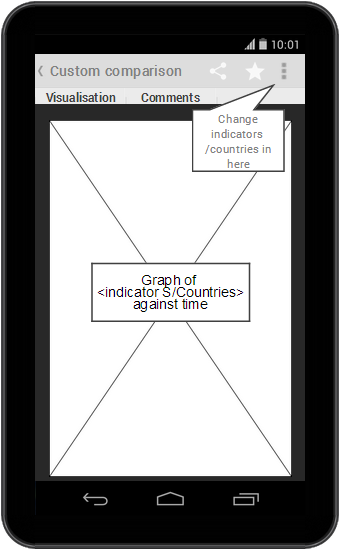 10:01
Custom comparison
Visualisation Comments
Change
indicators
/countries in
here
Graph of
<indicator S/Countries>
against time